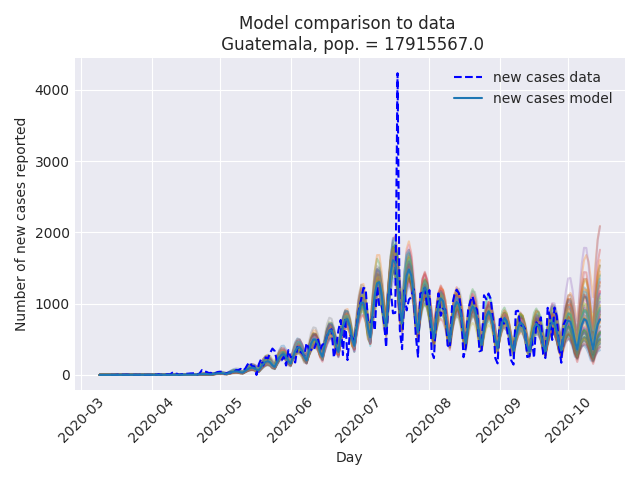 Model comparison to data
Guatemala, pop. = 17915567.0
new cases data
new cases model
Number of new cases reported
4000
3000
2000
1000
0
2020-03
2020-04
2020-05
2020-06
2020-07
2020-08
2020-09
2020-10
Day